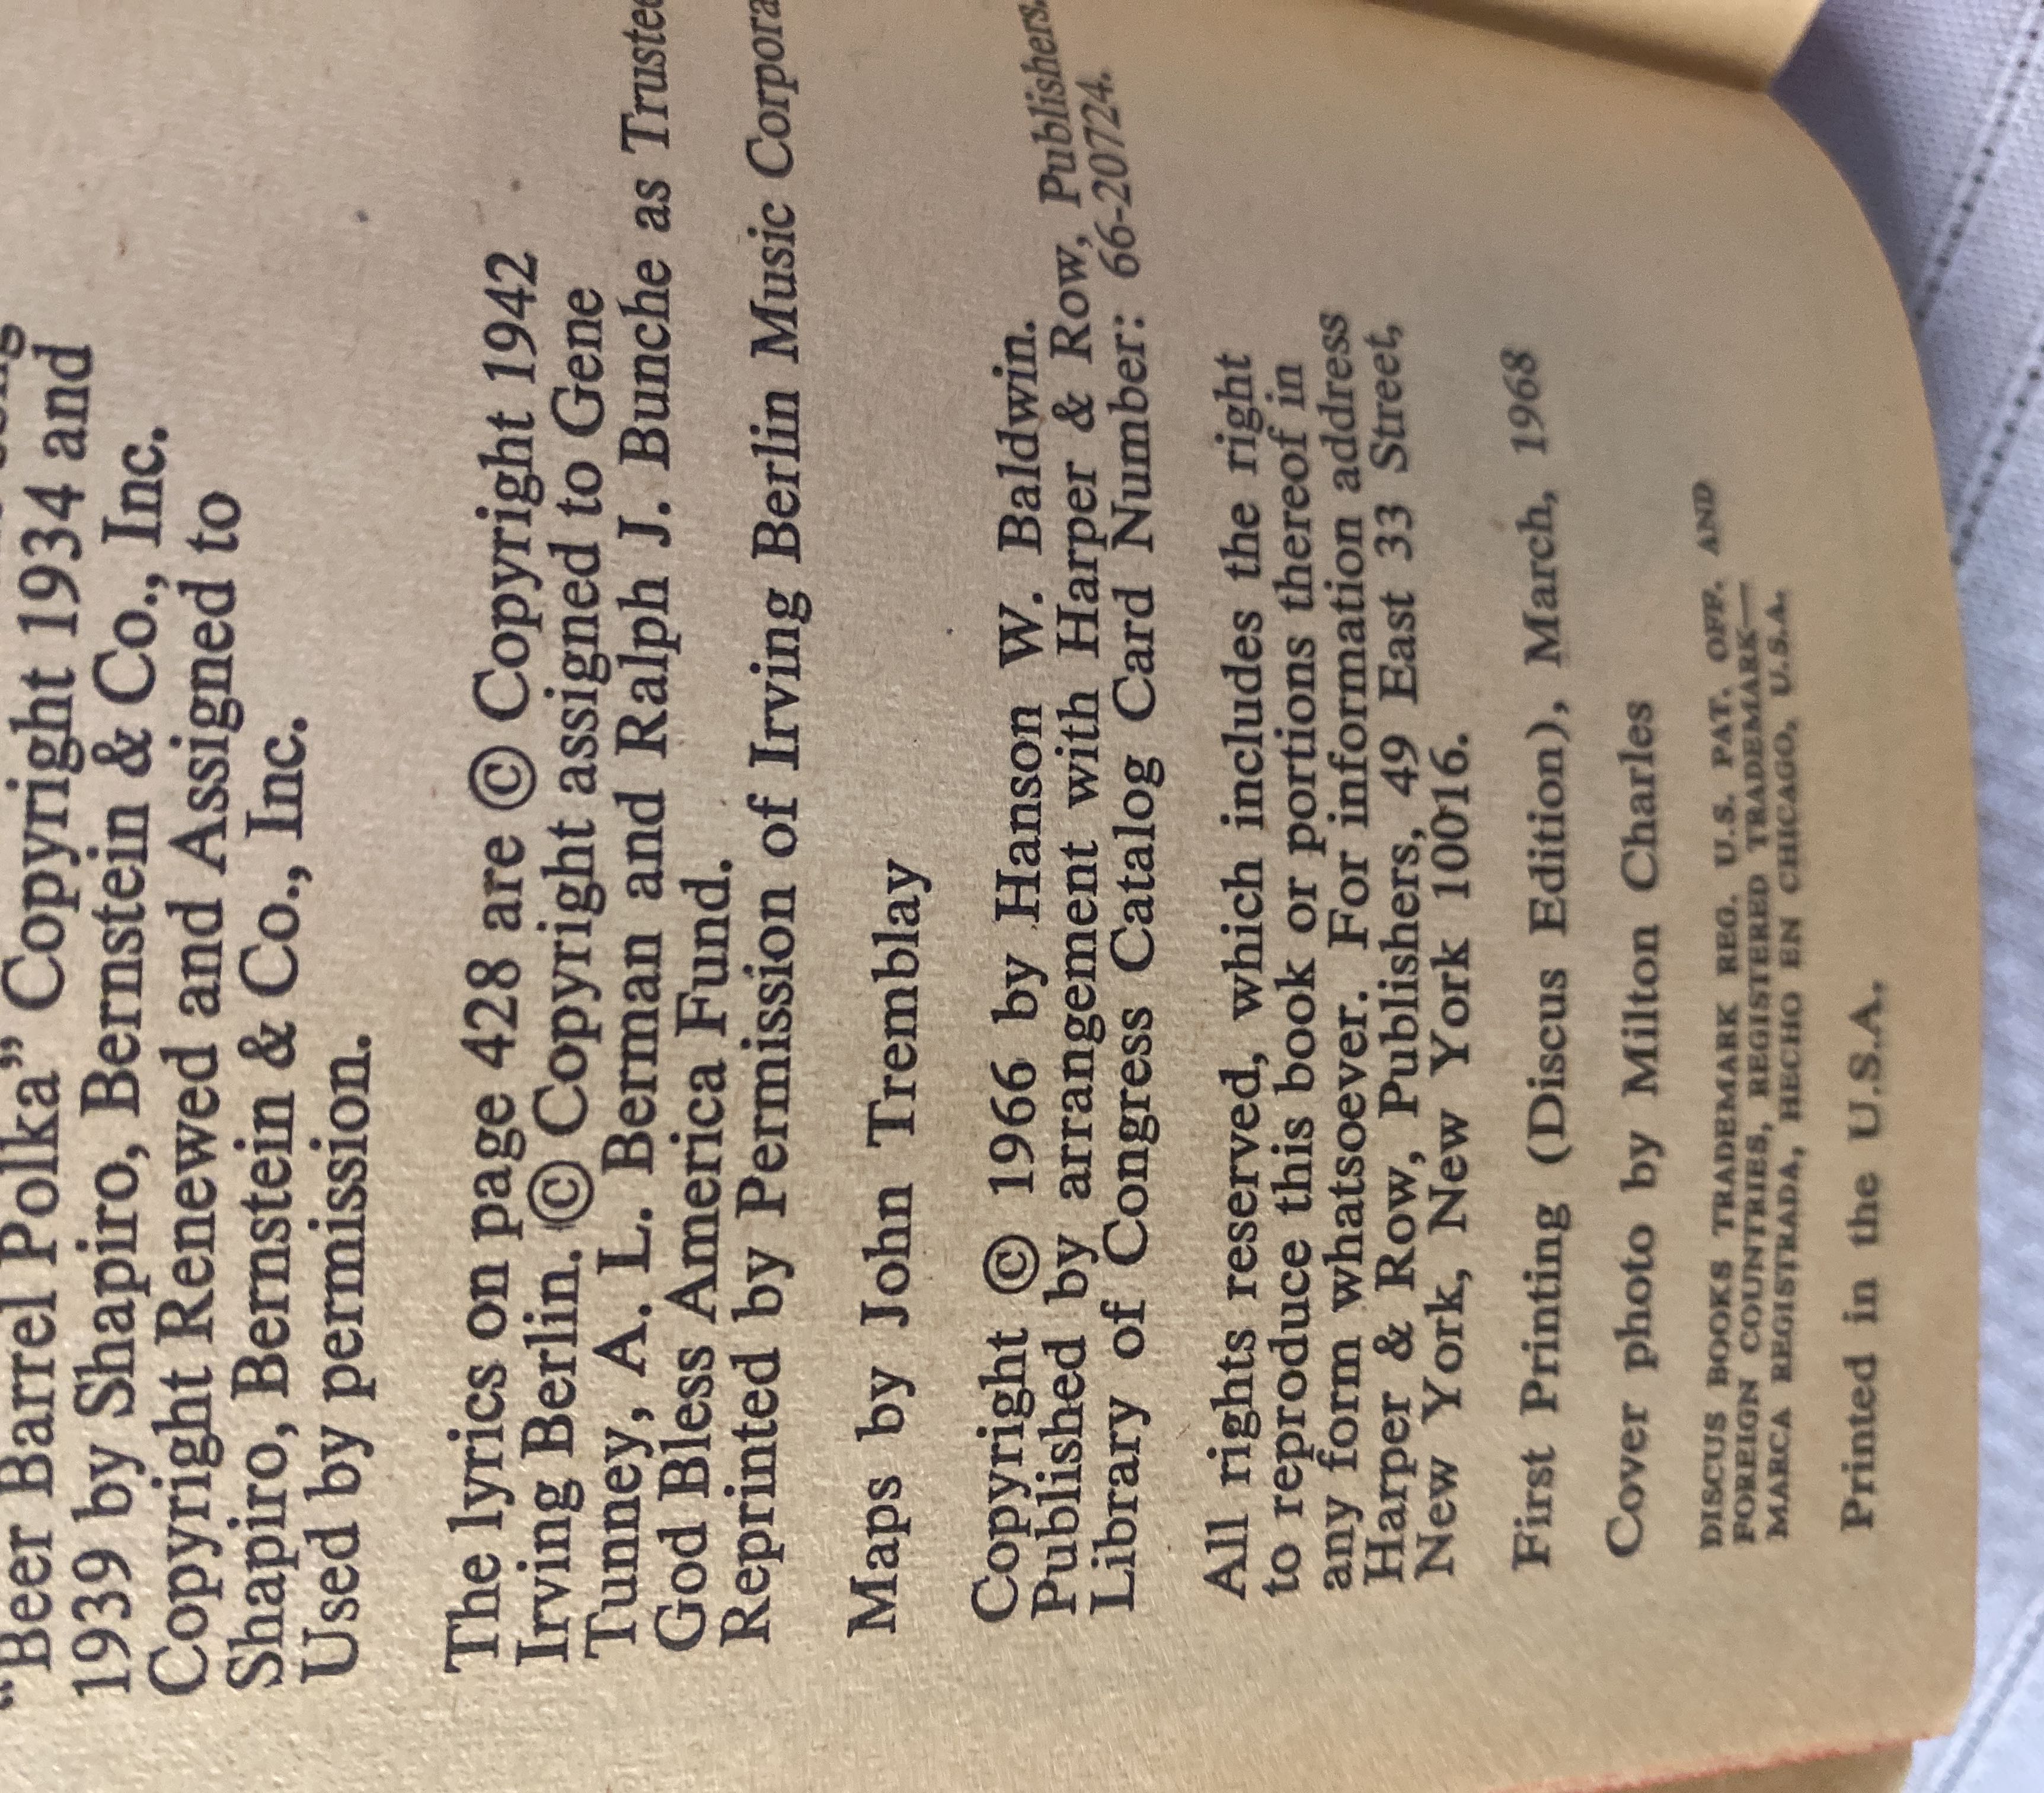 "Beer Barrel Polka" Copyright 1934 and
1939 by Shapiro, Bernstein & Co., Inc.
Copyright Renewed and Assigned to
Shapiro, Bernstein & Co., Inc.
Used by permission.
The lyrics on page 428 are © Copyright 1942
Irving Berlin. © Copyright assigned to Gene
Tunney, A. L. Berman and Ralph J. Bunche as
God Bless America Fund.
Reprinted by Permission of Irving Berlin Music
Maps by John Tremblay
Copyright © 1966 by Hanson W. Baldwin.
Published by arrangement with Harper & Row, Publishers.
Library of Congress Catalog Card Number: 66-20724.
All rights reserved, which includes the right
to reproduce this book or portions thereof in
any form whatsoever. For information address
Harper & Row, Publishers, 49 East 33 Street,
New York, New York 10016.
First Printing (Discus Edition), March, 1968
Cover photo by Milton Charles
DISCUS BOOKS TRADEMARK REG. U.S. PAT. OFF. AND
FOREIGN COUNTRIES, REGISTERED TRADEMARK—
MARCA REGISTRADA, HECHO EN CHICAGO, U.S.A.
Printed in the U.S.A.